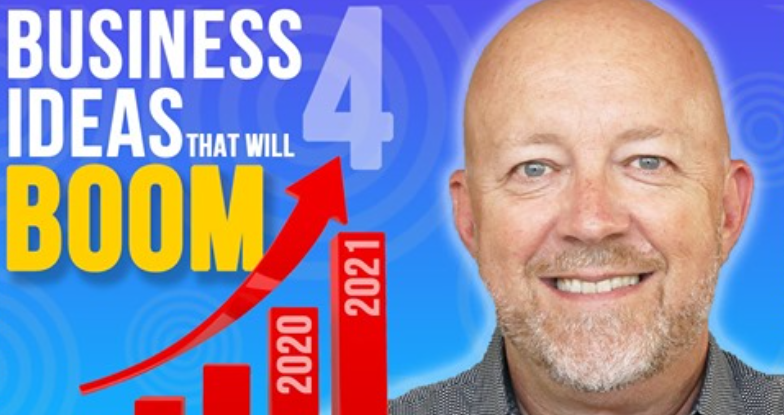 BUSINESS
IDEAS THAT WILL
4
BOOM
2020
2021